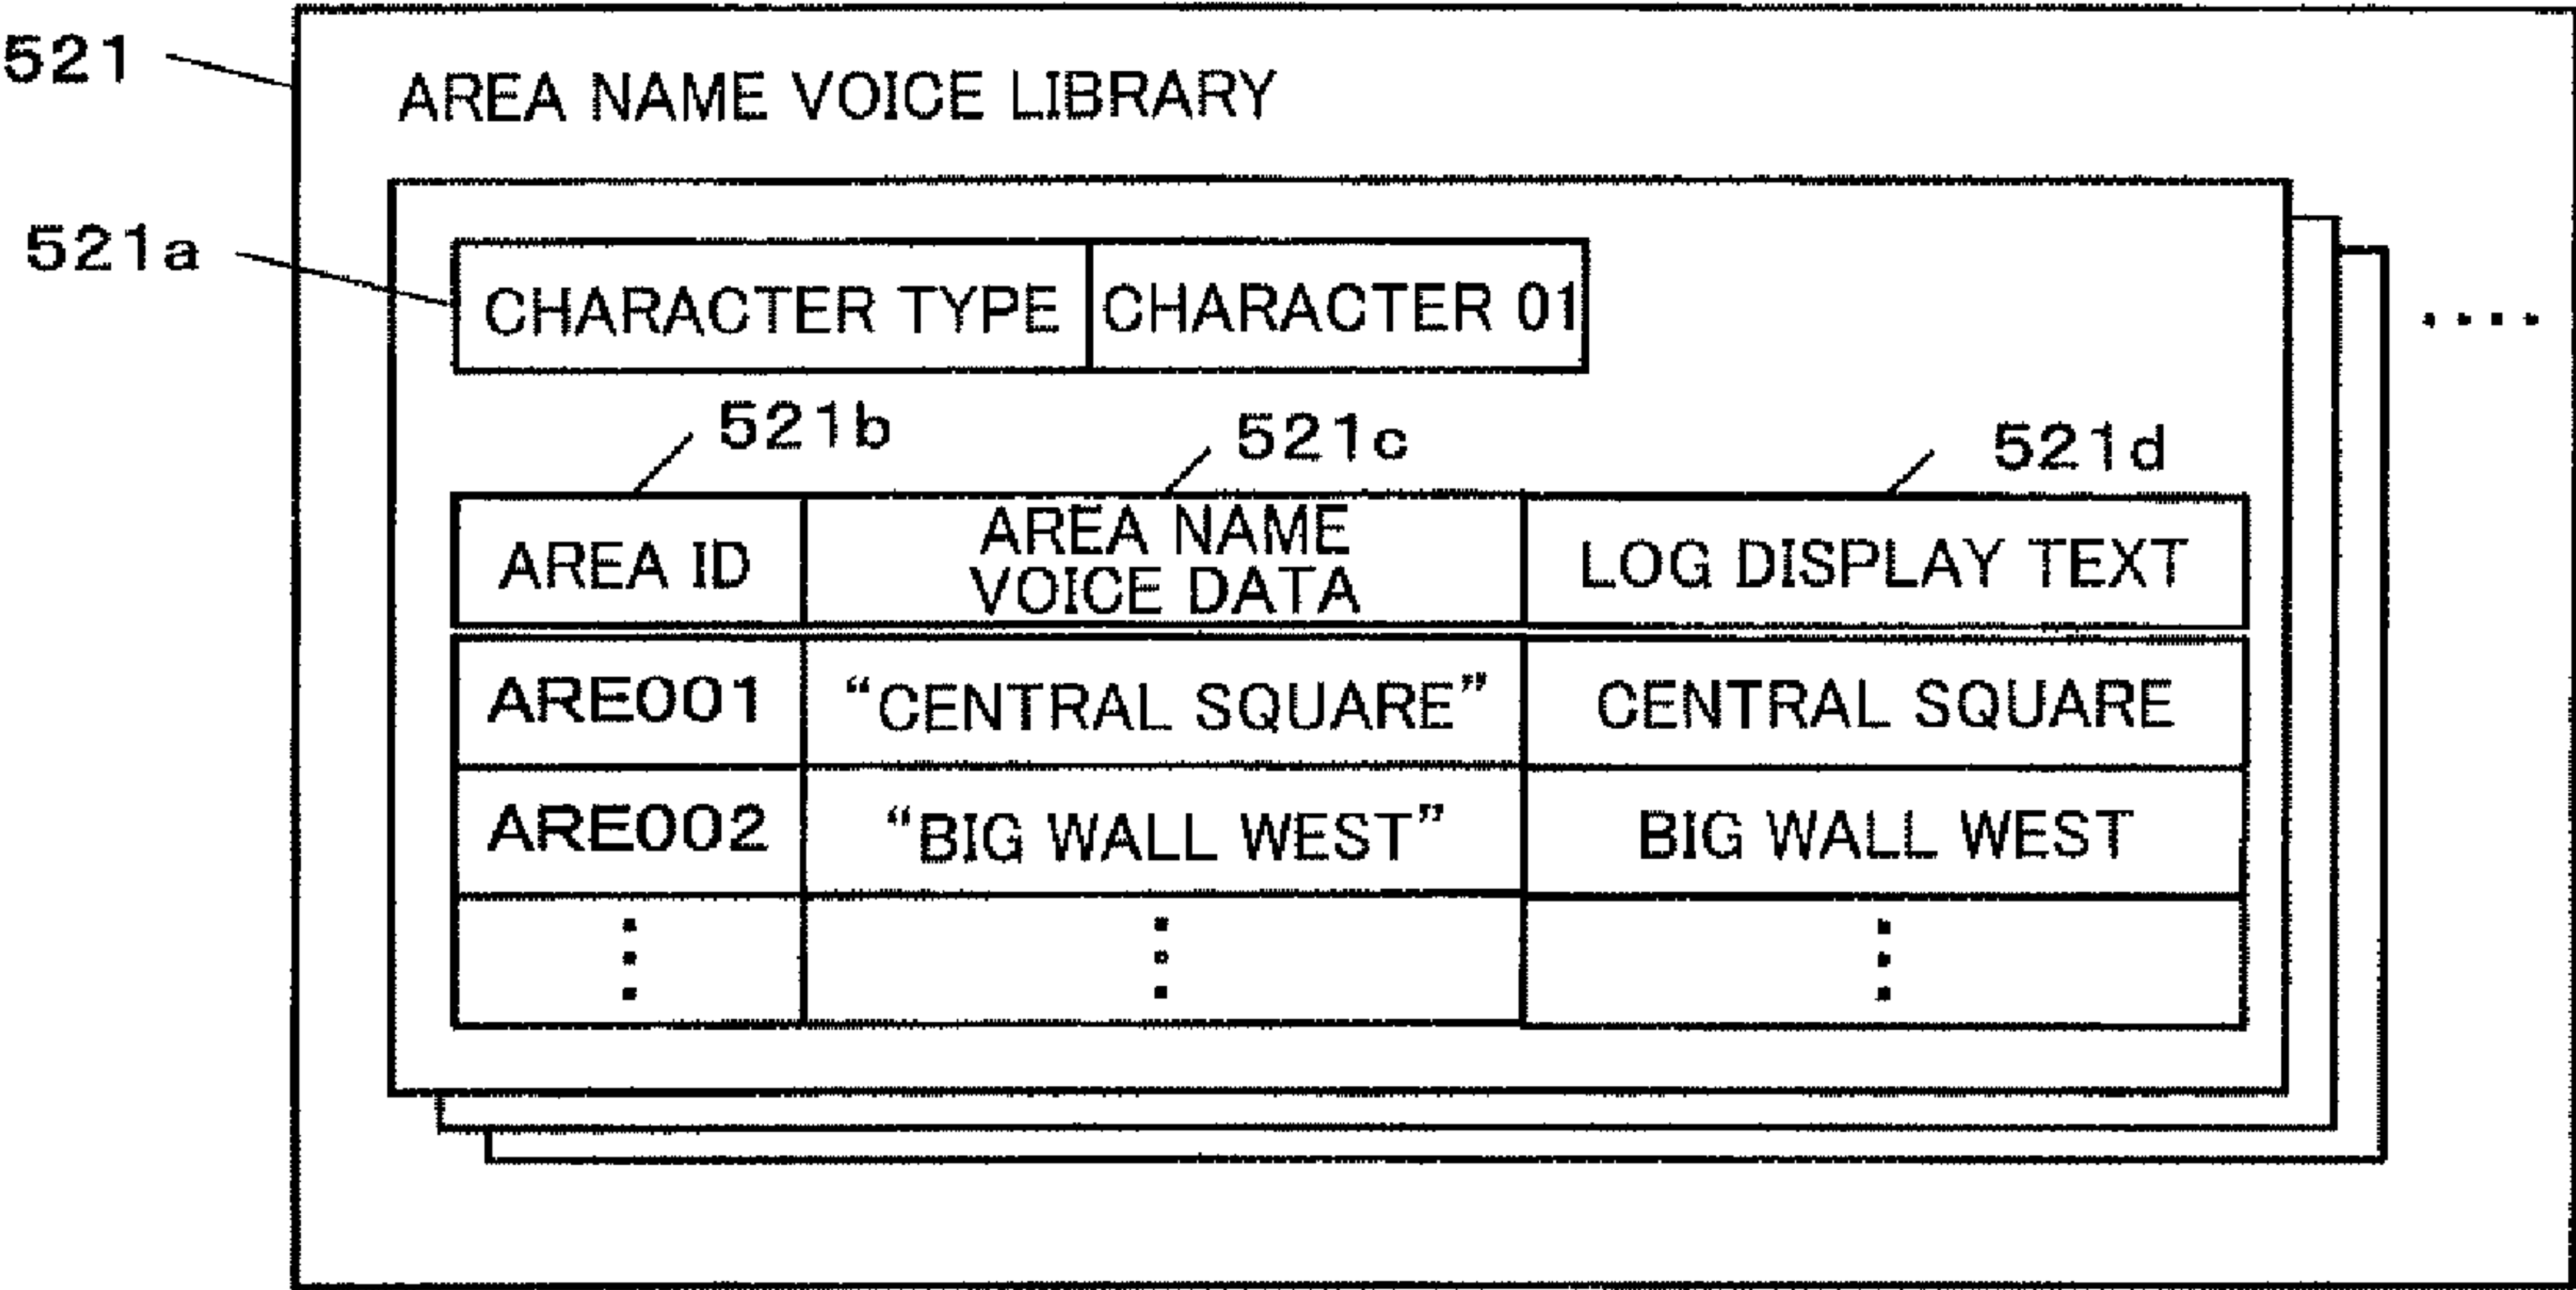 521
AREA NAME VOICE LIBRARY
521a
CHARACTER TYPE CHARACTER 01
521b 521c 521d
AREA ID AREA NAME VOICE DATA LOG DISPLAY TEXT
ARE001 “CENTRAL SQUARE” CENTRAL SQUARE
ARE002 “BIG WALL WEST” BIG WALL WEST